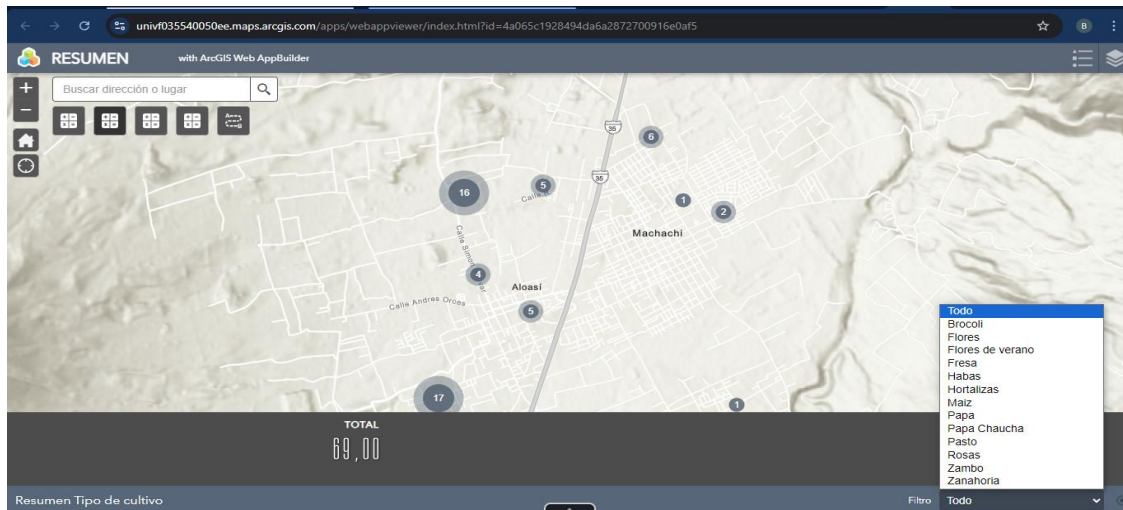 univf035540050ee.maps.arcgis.com/apps/webappviewer/index.html?id=4a065c1928494da6a2872700916e0af5
B
RESUMEN with ArcGIS Web AppBuilder
+
Buscar dirección o lugar
−
35
6
35
16
5
Calle
1
2
Machachi
Calle Simon
4
Aloasí
Calle Andres Oroes
5
17
1
Todo
Brocoli
Flores
Flores de verano
Fresa
Habas
Hortalizas
Maiz
Papa
Papa Chaucha
Pasto
Rosas
Zambo
Zanahoria
TOTAL
69,00
Resumen Tipo de cultivo
Filtro Todo